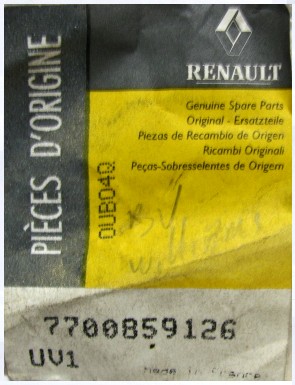 PIÈCES D'ORIGINE
RENAULT
Genuine Spare Parts
Original - Ersatzteile
Piezas de Recambio de Origen
Ricambi Originali
Peças-Sobresselentes de Origem
OUB040
7700859126
UV1
Made in France